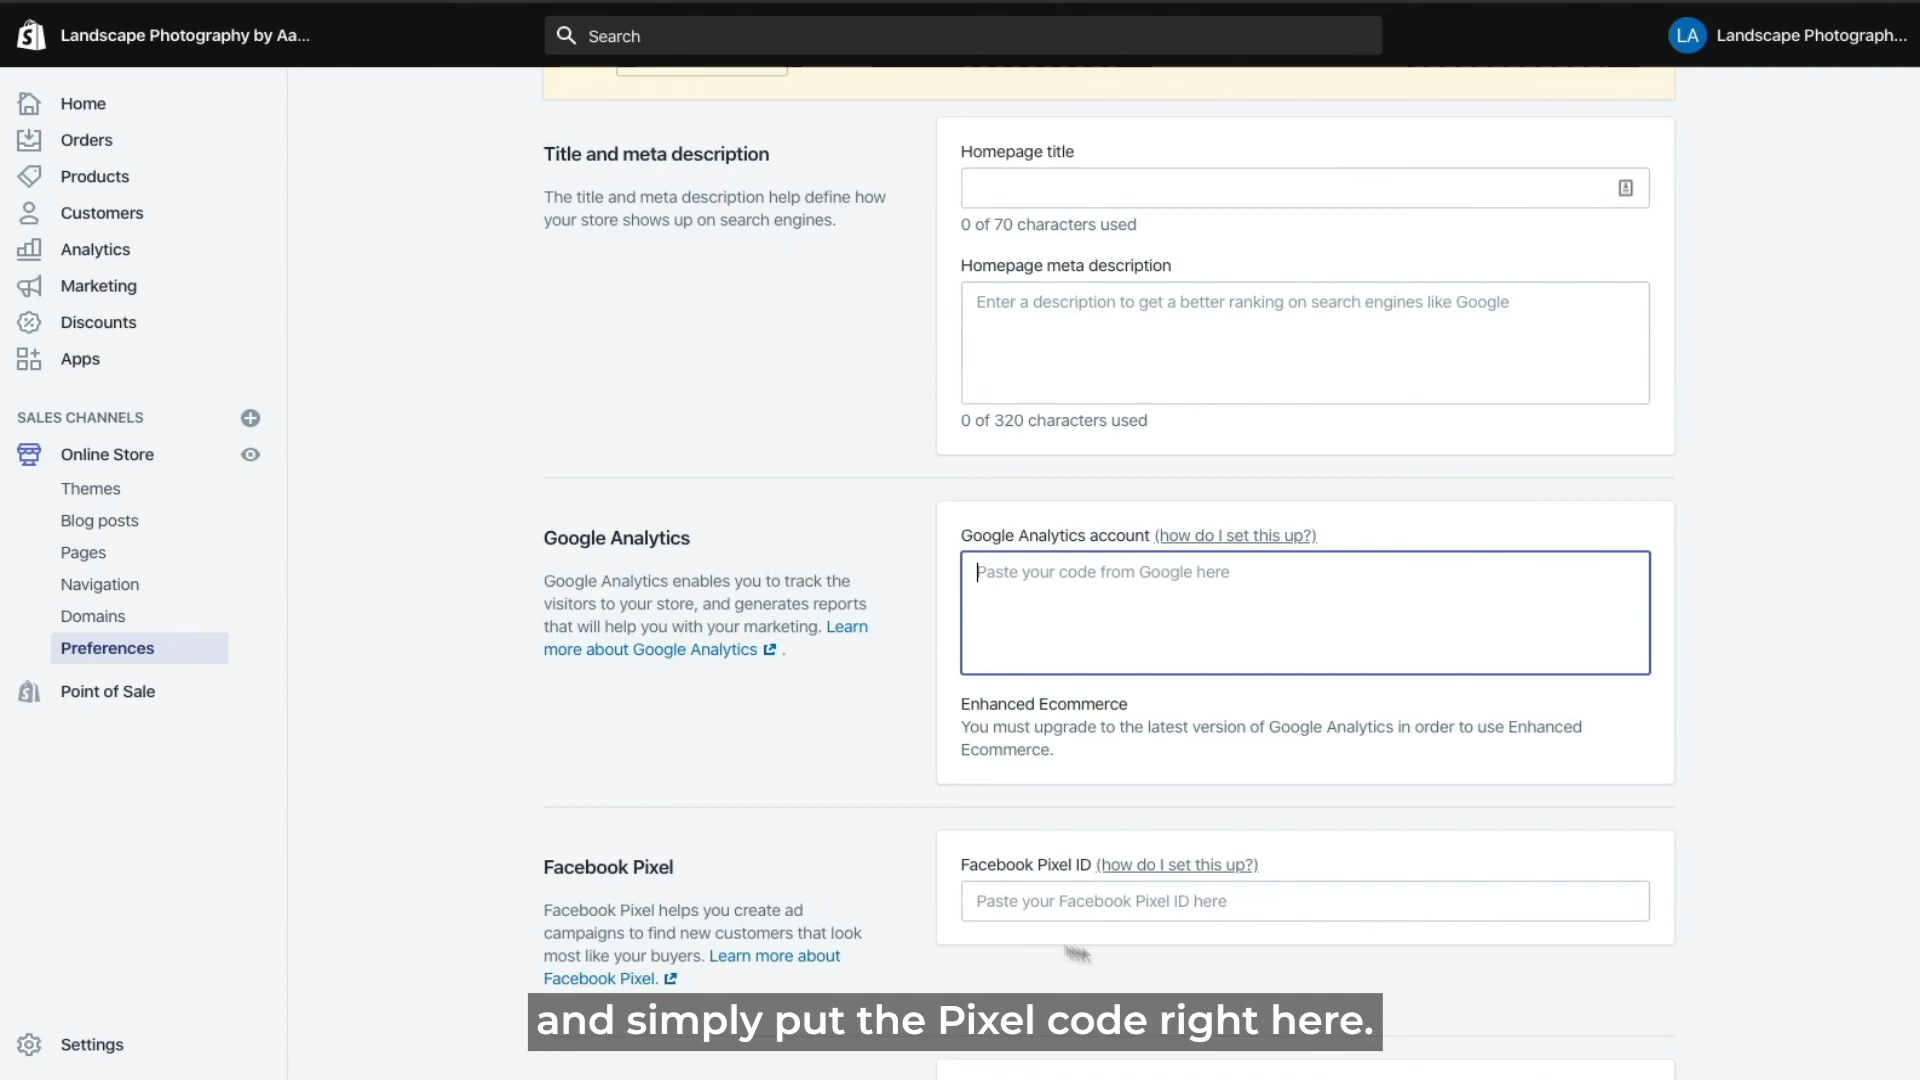 Landscape Photography by Aa...
Search
LA
Landscape Photograph...
Home
Orders
Products
Customers
Analytics
Marketing
Discounts
Apps
SALES CHANNELS
Online Store
Themes
Blog posts
Pages
Navigation
Domains
Preferences
Point of Sale
Settings
Title and meta description
The title and meta description help define how
your store shows up on search engines.
Homepage title
0 of 70 characters used
Homepage meta description
Enter a description to get a better ranking on search engines like Google
0 of 320 characters used
Google Analytics
Google Analytics enables you to track the
visitors to your store, and generates reports
that will help you with your marketing. Learn
more about Google Analytics .
Google Analytics account (how do I set this up?)
Paste your code from Google here
Enhanced Ecommerce
You must upgrade to the latest version of Google Analytics in order to use Enhanced
Ecommerce.
Facebook Pixel
Facebook Pixel helps you create ad
campaigns to find new customers that look
most like your buyers. Learn more about
Facebook Pixel.
Facebook Pixel ID (how do I set this up?)
Paste your Facebook Pixel ID here
and simply put the Pixel code right here.